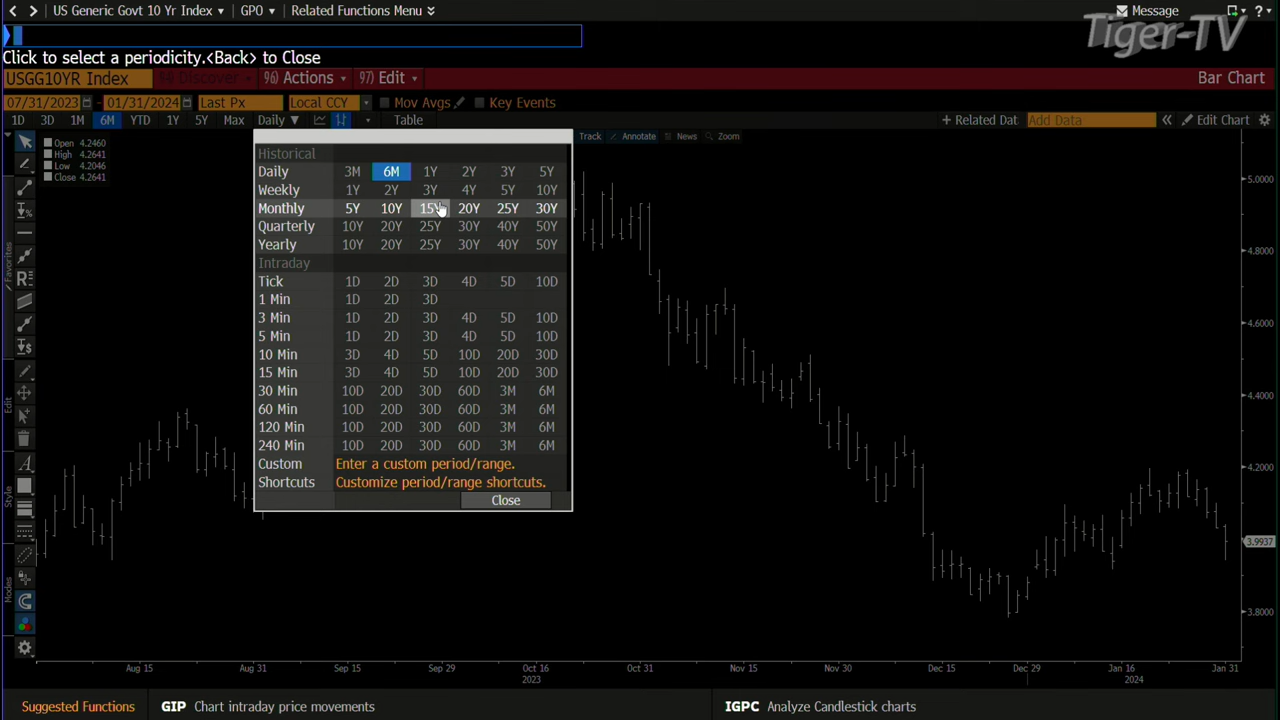 US Generic Govt 10 Yr Index GPO Related Functions Menu Message ?
Tiger-TV
Click to select a periodicity.<Back> to Close
USGG10YR Index 94) Discover 96) Actions 97) Edit Bar Chart
07/31/2023 - 01/31/2024 Last Px Local CCY Mov Avgs Key Events
1D 3D 1M 6M YTD 1Y 5Y Max Daily ▼ Table + Related Dat Add Data « Edit Chart
Track Annotate News Zoom
Open 4.2460
High 4.2641
Low 4.2046
Close 4.2641
Historical
Daily 3M 6M 1Y 2Y 3Y 5Y
Weekly 1Y 2Y 3Y 4Y 5Y 10Y
Monthly 5Y 10Y 15Y 20Y 25Y 30Y
Quarterly 10Y 20Y 25Y 30Y 40Y 50Y
Yearly 10Y 20Y 25Y 30Y 40Y 50Y
Intraday
Tick 1D 2D 3D 4D 5D 10D
1 Min 1D 2D 3D
3 Min 1D 2D 3D 4D 5D 10D
5 Min 1D 2D 3D 4D 5D 10D
10 Min 3D 4D 5D 10D 20D 30D
15 Min 3D 4D 5D 10D 20D 30D
30 Min 10D 20D 30D 60D 3M 6M
60 Min 10D 20D 30D 60D 3M 6M
120 Min 10D 20D 30D 60D 3M 6M
240 Min 10D 20D 30D 60D 3M 6M
Custom Enter a custom period/range.
Shortcuts Customize period/range shortcuts.
Close
Favorites
Edit
Style
Modes
5.0000
4.8000
4.6000
4.4000
4.2000
3.9937
3.8000
Aug 15 Aug 31 Sep 15 Sep 29 Oct 16 Oct 31 Nov 15 Nov 30 Dec 15 Dec 29 Jan 16 Jan 31
2023 2024
Suggested Functions GIP Chart intraday price movements IGPC Analyze Candlestick charts